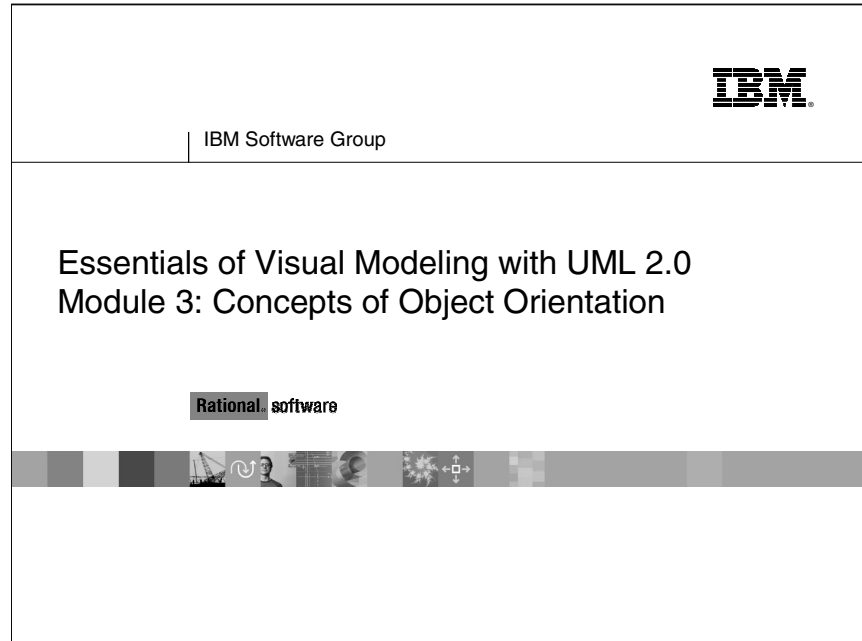 IBM®
IBM Software Group
Essentials of Visual Modeling with UML 2.0
Module 3: Concepts of Object Orientation
Rational® software